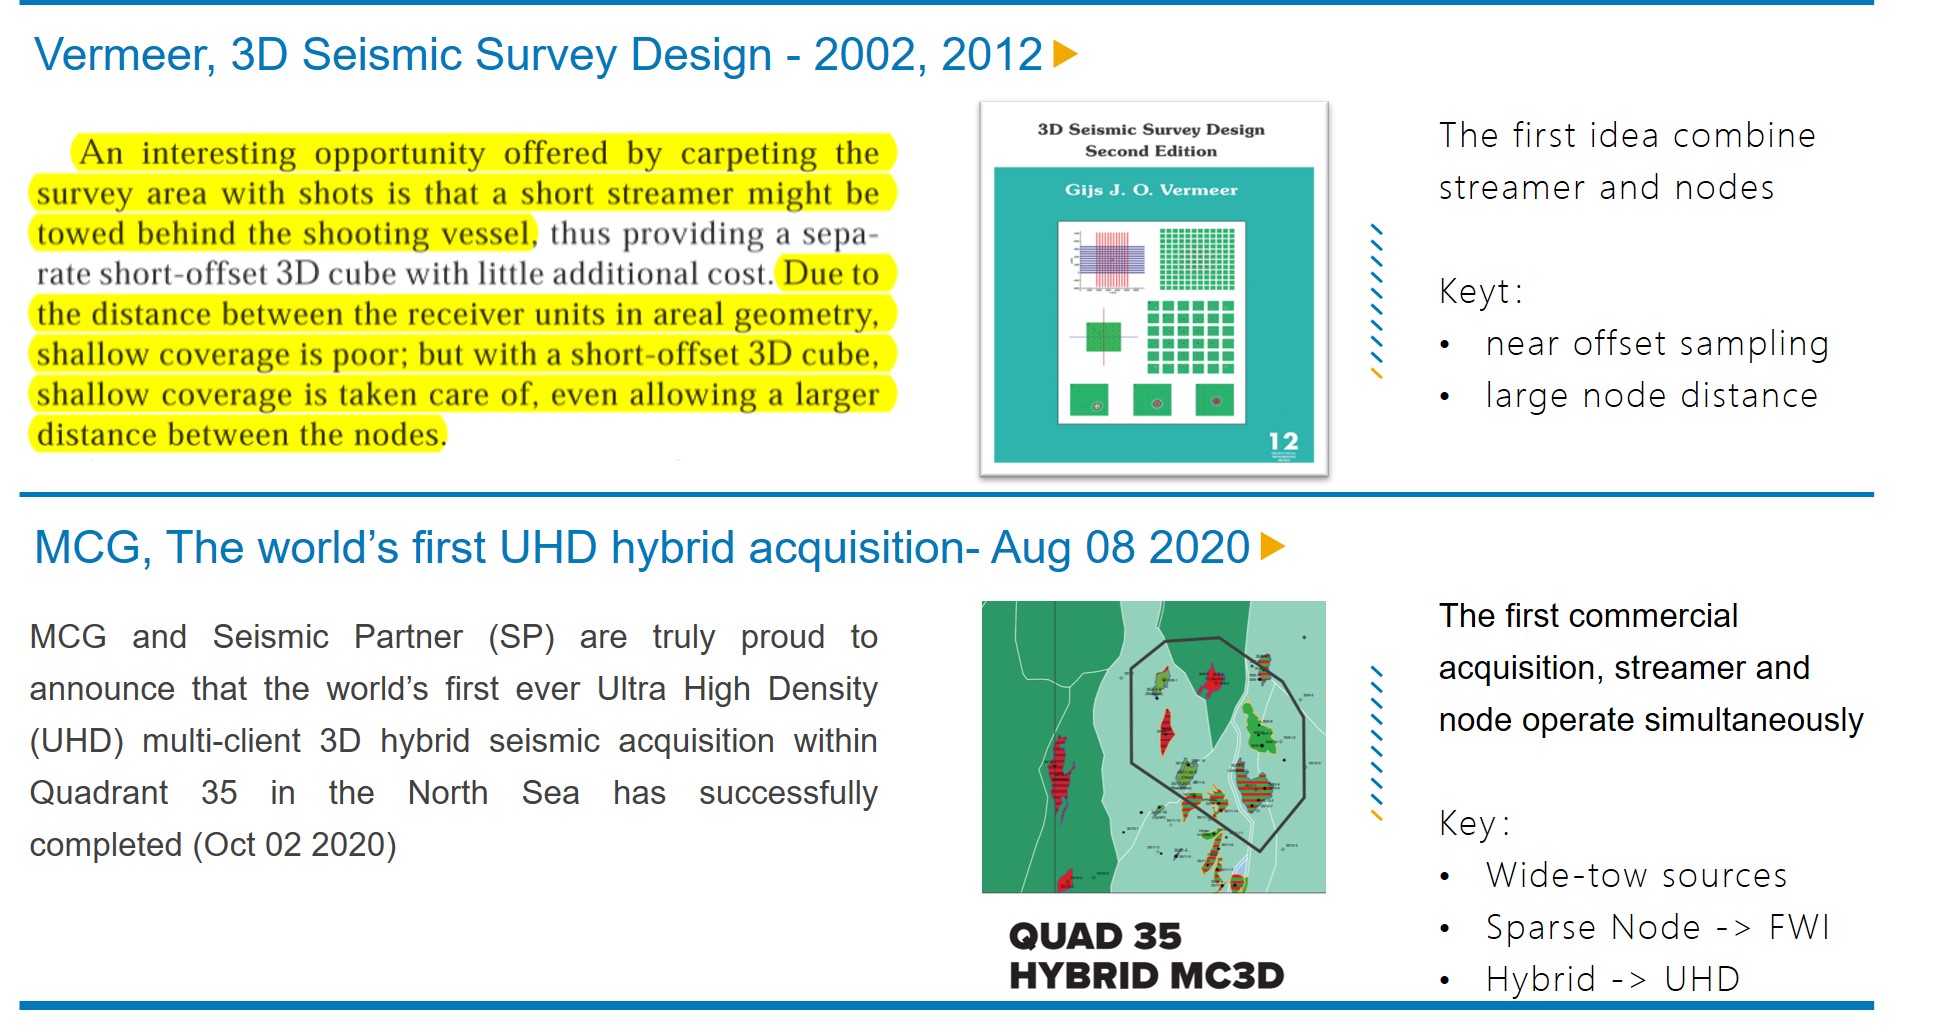 Vermeer, 3D Seismic Survey Design - 2002, 2012
An interesting opportunity offered by carpeting the
survey area with shots is that a short streamer might be
towed behind the shooting vessel, thus providing a sepa-
rate short-offset 3D cube with little additional cost. Due to
the distance between the receiver units in areal geometry,
shallow coverage is poor; but with a short-offset 3D cube,
shallow coverage is taken care of, even allowing a larger
distance between the nodes.
3D Seismic Survey Design
Second Edition
Gijs J. O. Vermeer
12
The first idea combine
streamer and nodes
Keyt:
• near offset sampling
• large node distance
MCG, The world’s first UHD hybrid acquisition- Aug 08 2020
MCG and Seismic Partner (SP) are truly proud to
announce that the world’s first ever Ultra High Density
(UHD) multi-client 3D hybrid seismic acquisition within
Quadrant 35 in the North Sea has successfully
completed (Oct 02 2020)
QUAD 35
HYBRID MC3D
The first commercial
acquisition, streamer and
node operate simultaneously
Key:
• Wide-tow sources
• Sparse Node -> FWI
• Hybrid -> UHD